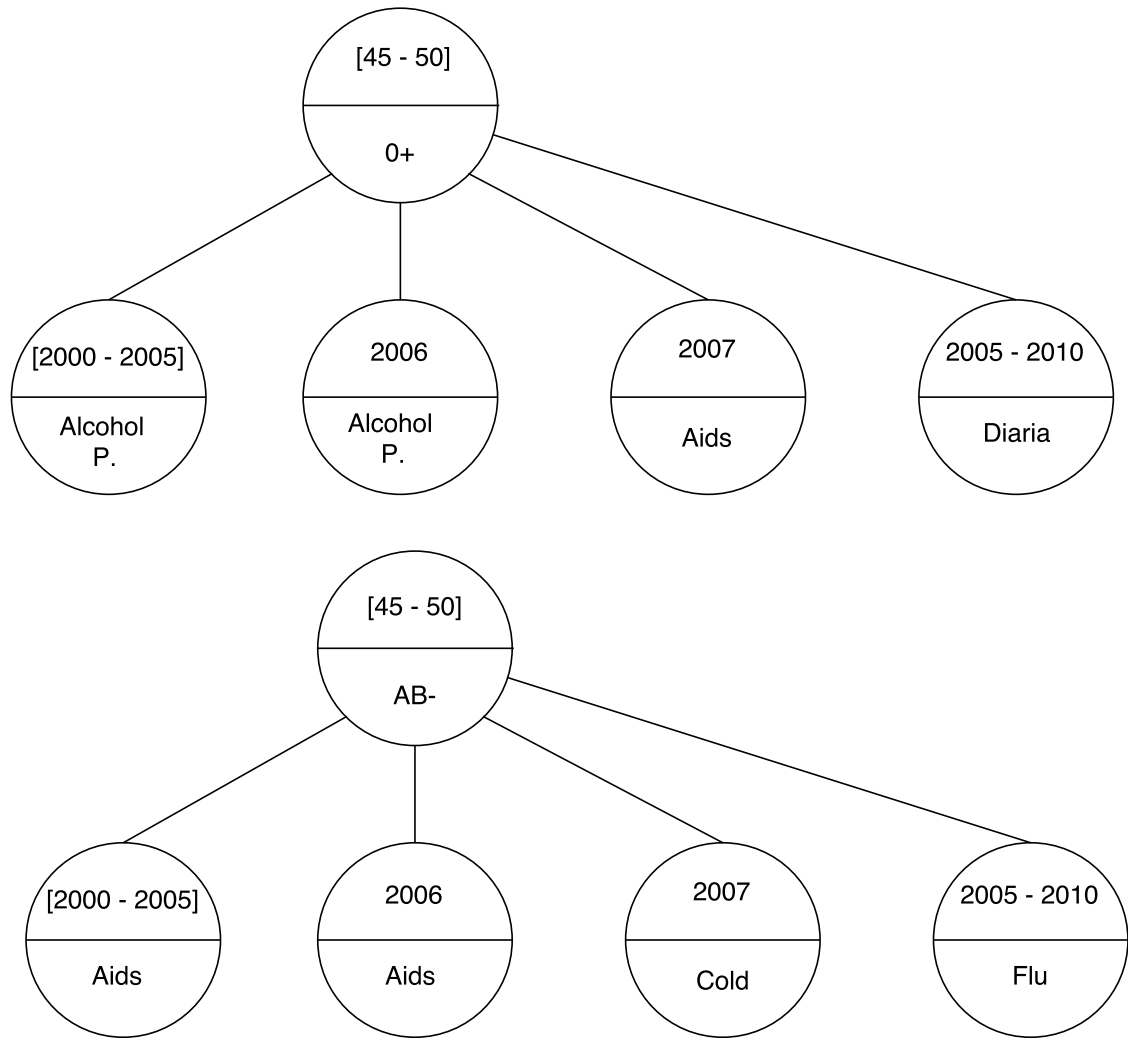 [45 - 50]
0+
[2000 - 2005]
Alcohol
P.
2006
Alcohol
P.
2007
Aids
2005 - 2010
Diaria
[45 - 50]
AB-
[2000 - 2005]
Aids
2006
Aids
2007
Cold
2005 - 2010
Flu